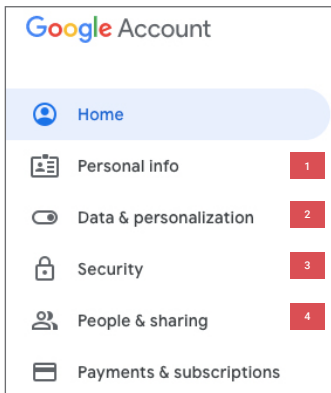 Google Account
Home
Personal info 1
Data & personalization 2
Security 3
People & sharing 4
Payments & subscriptions